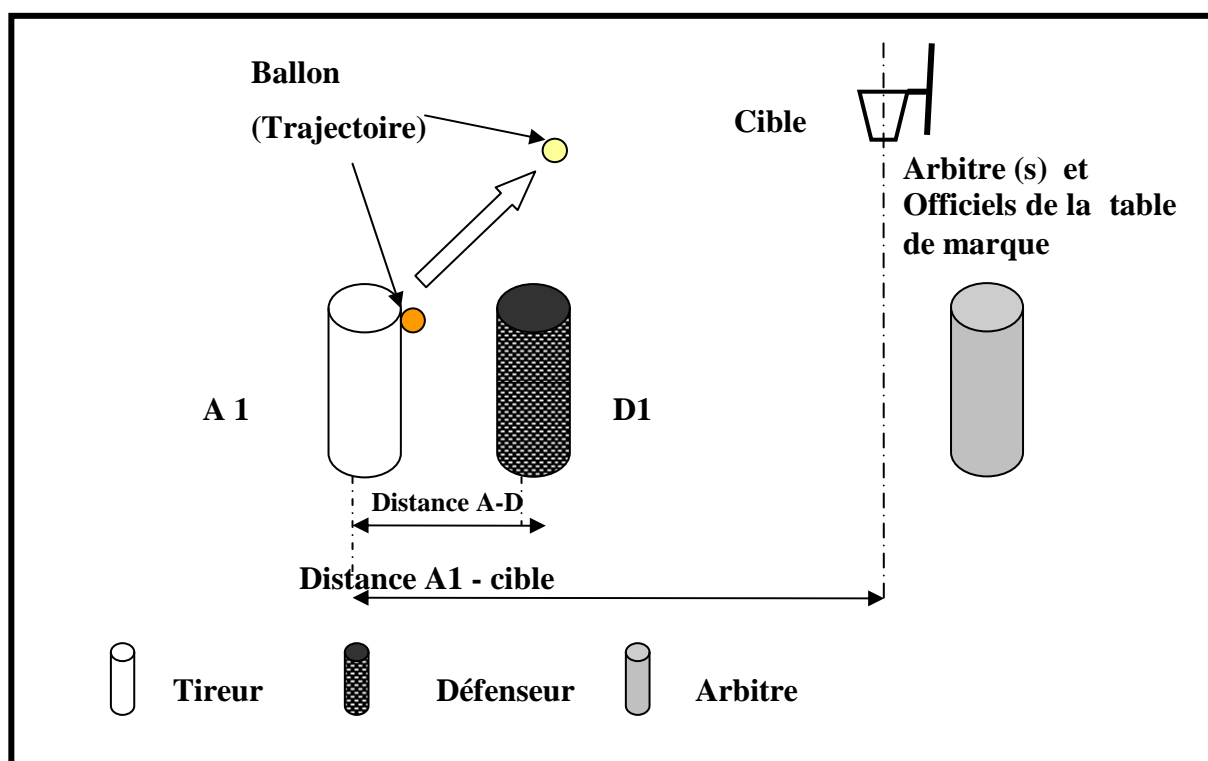 Ballon
(Trajectoire)
Cible
Arbitre (s) et
Officiels de la table
de marque
A 1
D1
Distance A-D
Distance A1 - cible
Tireur
Défenseur
Arbitre